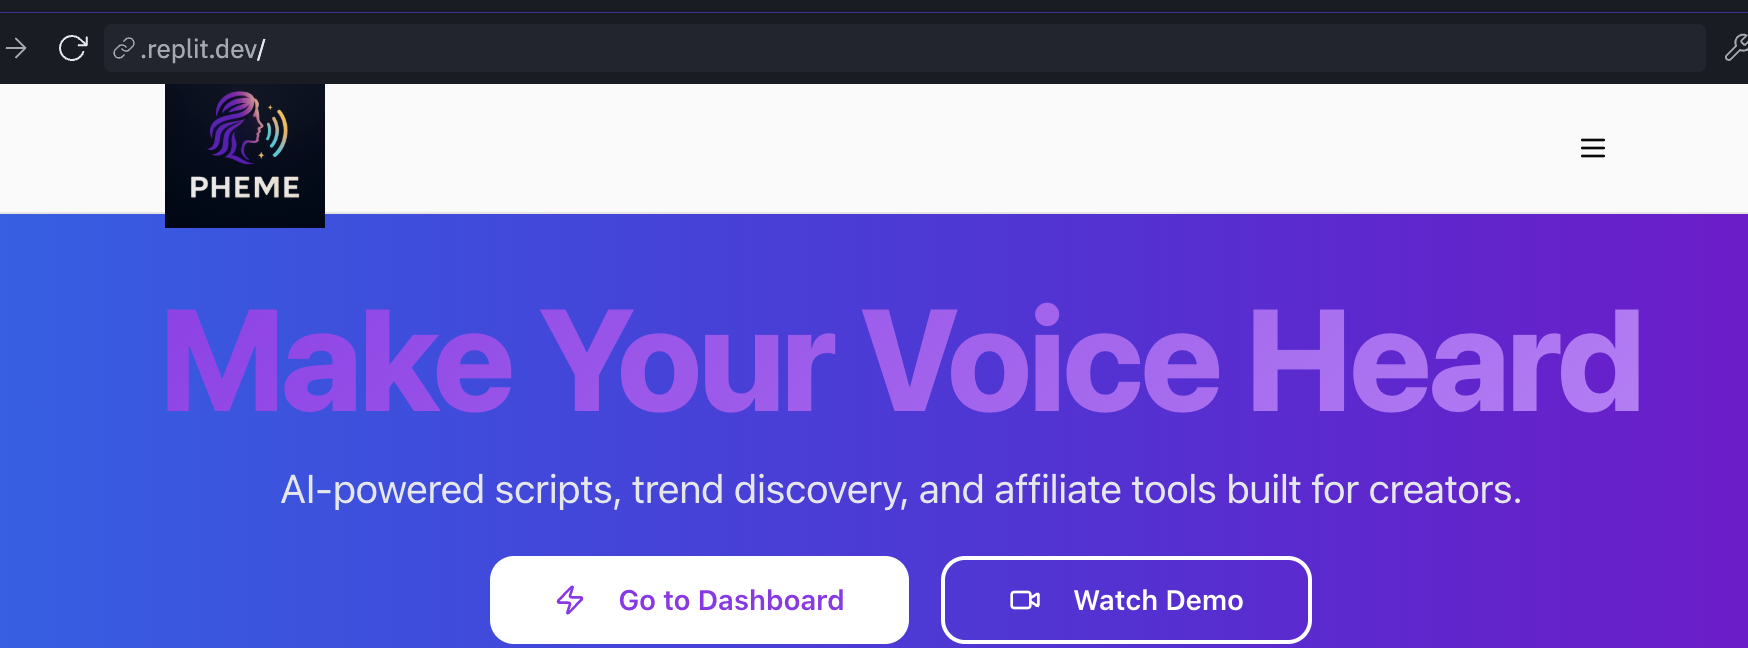 .replit.dev/
PHEME
Make Your Voice Heard
AI-powered scripts, trend discovery, and affiliate tools built for creators.
Go to Dashboard
Watch Demo